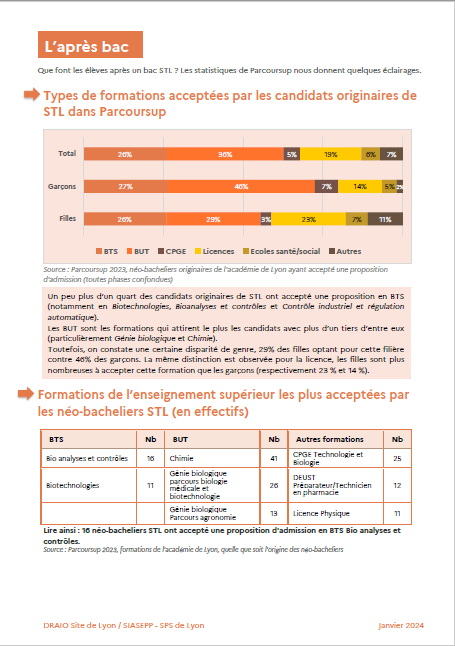 L'après bac
Que font les élèves après un bac STL ? Les statistiques de Parcoursup nous donnent quelques éclairages.
Types de formations acceptées par les candidats originaires de
STL dans Parcoursup
Total 26% 36% 5% 19% 6% 7%
Garçons 27% 46% 7% 14% 5% 2%
Filles 26% 29% 3% 23% 7% 11%
BTS BUT CPGE Licences Ecoles santé/social Autres
Source : Parcoursup 2023, néo-bacheliers originaires de l'académie de Lyon ayant accepté une proposition
d'admission (toutes phases confondues)
Un peu plus d'un quart des candidats originaires de STL ont accepté une proposition en BTS
(notamment en Biotechnologies, Bioanalyses et contrôles et Contrôle industriel et régulation
automatique).
Les BUT sont les formations qui attirent le plus les candidats avec plus d'un tiers d'entre eux
(particulièrement Génie biologique et Chimie).
Toutefois, on constate une certaine disparité de genre, 29% des filles optant pour cette filière
contre 46% des garçons. La même distinction est observée pour la licence, les filles sont plus
nombreuses à accepter cette formation que les garçons (respectivement 23 % et 14 %).
Formations de l'enseignement supérieur les plus acceptées par
les néo-bacheliers STL (en effectifs)
BTS Nb BUT Nb Autres formations Nb
Bio analyses et contrôles 16 Chimie 41 CPGE Technologie et
Biologie 25
Biotechnologies 11 Génie biologique
parcours biologie
médicale et
biotechnologie 26 DEUST
Préparateur/Technicien
en pharmacie 12
Génie biologique
Parcours agronomie 13 Licence Physique 11
Lire ainsi : 16 néo-bacheliers STL ont accepté une proposition d'admission en BTS Bio analyses et
contrôles.
Source : Parcoursup 2023, formations de l'académie de Lyon, quelle que soit l'origine des néo-bacheliers
DRAIO Site de Lyon / SIASEPP - SPS de Lyon
Janvier 2024